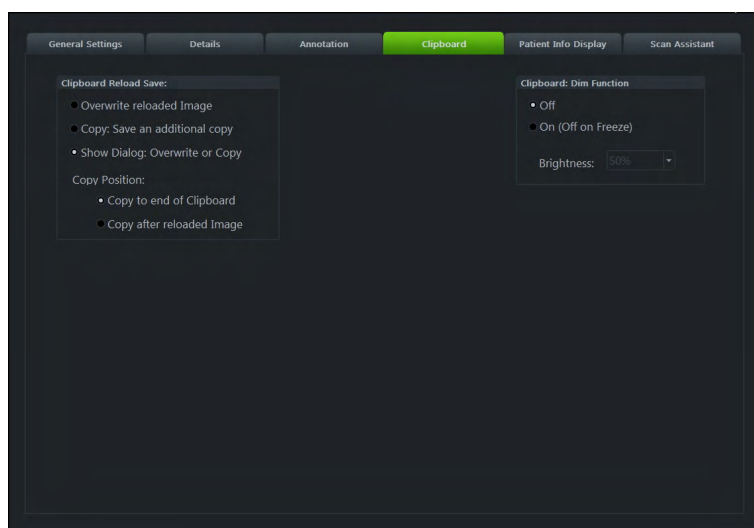 General Settings
Details
Annotation
Clipboard
Patient Info Display
Scan Assistant
Clipboard Reload Save:
Overwrite reloaded Image
Copy: Save an additional copy
Show Dialog: Overwrite or Copy
Copy Position:
Copy to end of Clipboard
Copy after reloaded Image
Clipboard: Dim Function
Off
On (Off on Freeze)
Brightness: 50%